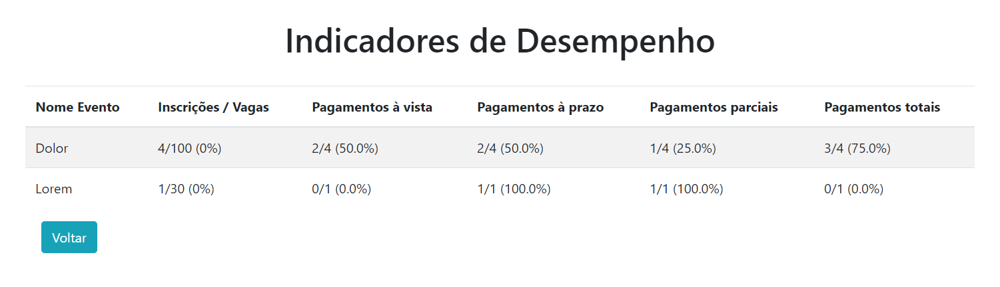 Indicadores de Desempenho
Nome Evento Inscrições / Vagas Pagamentos à vista Pagamentos à prazo Pagamentos parciais Pagamentos totais
Dolor 4/100 (0%) 2/4 (50.0%) 2/4 (50.0%) 1/4 (25.0%) 3/4 (75.0%)
Lorem 1/30 (0%) 0/1 (0.0%) 1/1 (100.0%) 1/1 (100.0%) 0/1 (0.0%)
Voltar